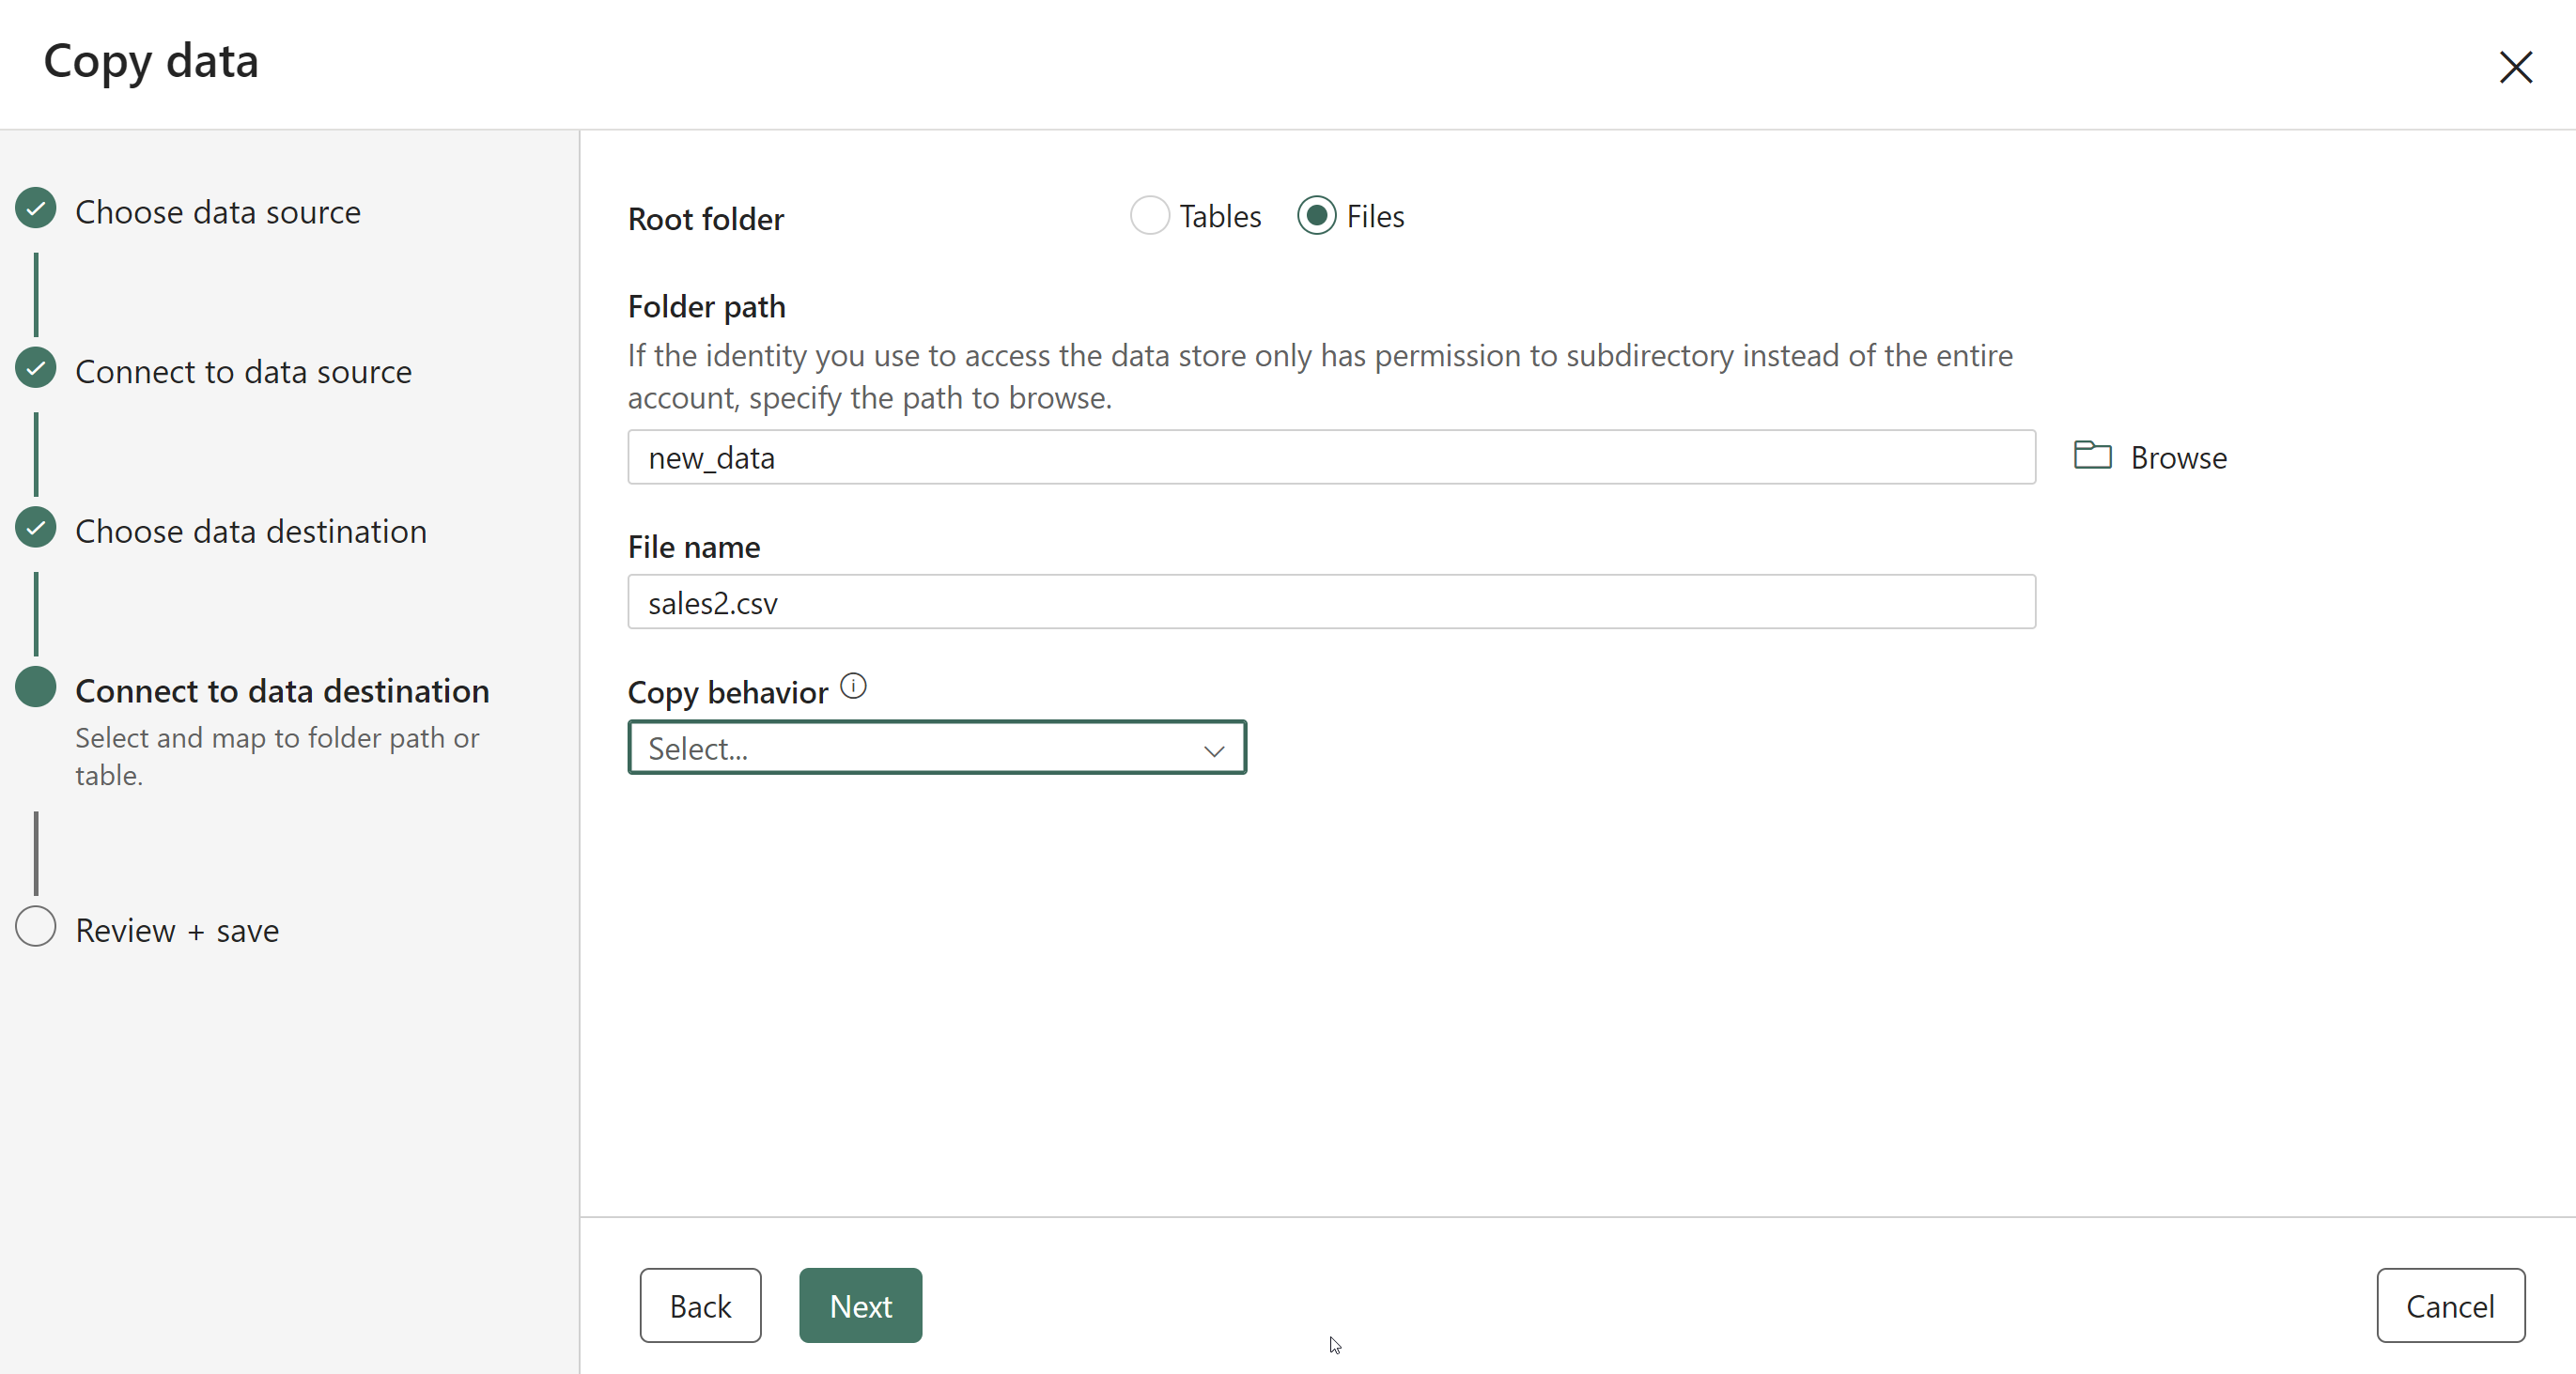 Copy data
Choose data source
Connect to data source
Choose data destination
Connect to data destination
Select and map to folder path or
table.
Review + save
Root folder
Tables
Files
Folder path
If the identity you use to access the data store only has permission to subdirectory instead of the entire
account, specify the path to browse.
new_data
Browse
File name
sales2.csv
Copy behavior
Select...
Back
Next
Cancel